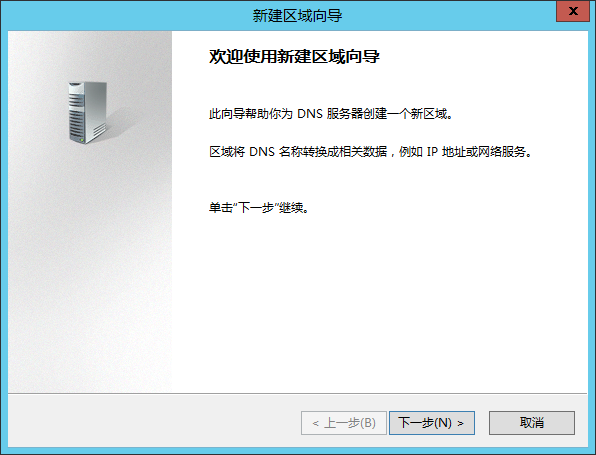 新建区域向导
x
欢迎使用新建区域向导
此向导帮助你为 DNS 服务器创建一个新区域。
区域将 DNS 名称转换成相关数据，例如 IP 地址或网络服务。
单击"下一步"继续。
< 上一步(B)
下一步(N) >
取消